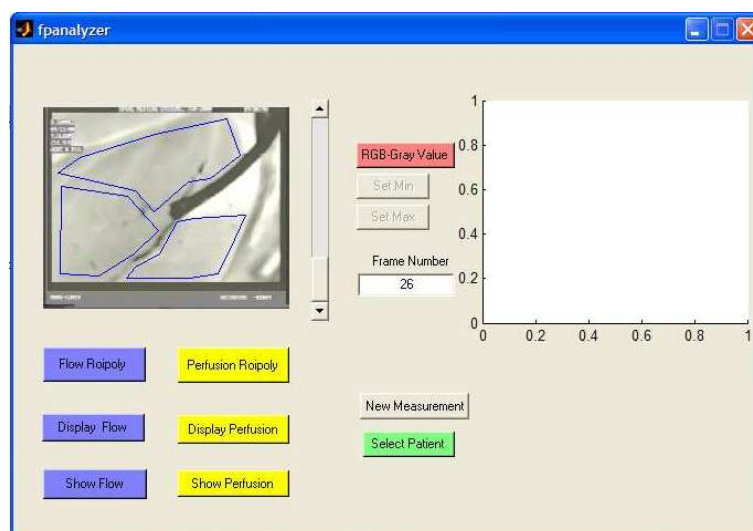 fpanalyzer
RGB-Gray Value
Set Min
Set Max
Frame Number
26
1
0.8
0.6
0.4
0.2
0
0 0.2 0.4 0.6 0.8 1
Flow Roipoly
Perfusion Roipoly
Display Flow
Display Perfusion
Show Flow
Show Perfusion
New Measurement
Select Patient